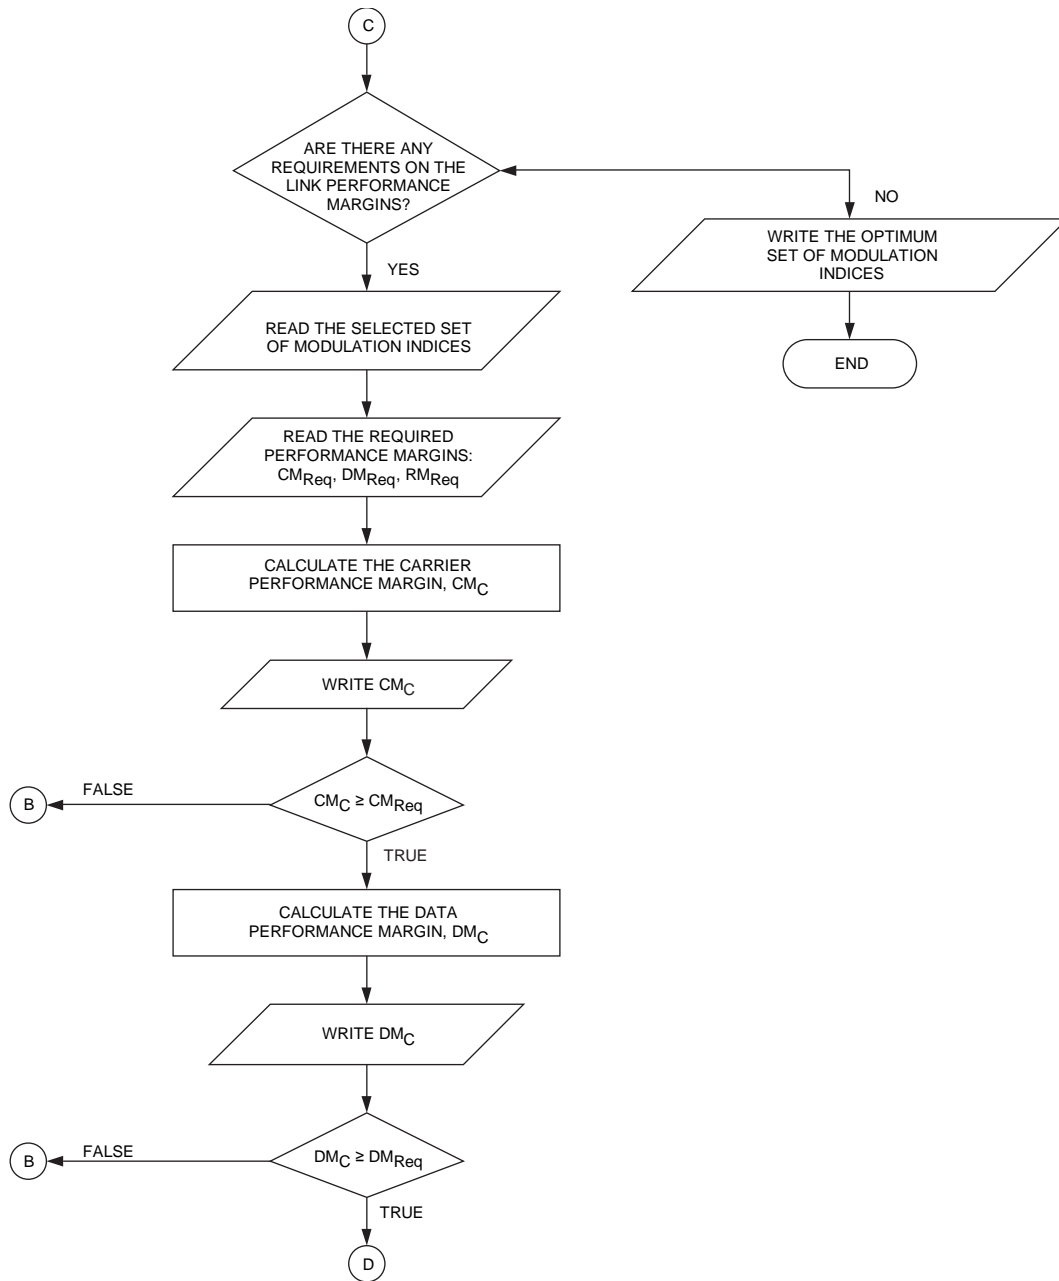 C
ARE THERE ANY
REQUIREMENTS ON THE
LINK PERFORMANCE
MARGINS?
NO
WRITE THE OPTIMUM
SET OF MODULATION
INDICES
YES
READ THE SELECTED SET
OF MODULATION INDICES
END
READ THE REQUIRED
PERFORMANCE MARGINS:
CMReq, DMReq, RMReq
CALCULATE THE CARRIER
PERFORMANCE MARGIN, CMC
WRITE CMC
FALSE
B
CMC ≥ CMReq
TRUE
CALCULATE THE DATA
PERFORMANCE MARGIN, DMC
WRITE DMC
FALSE
B
DMC ≥ DMReq
TRUE
D